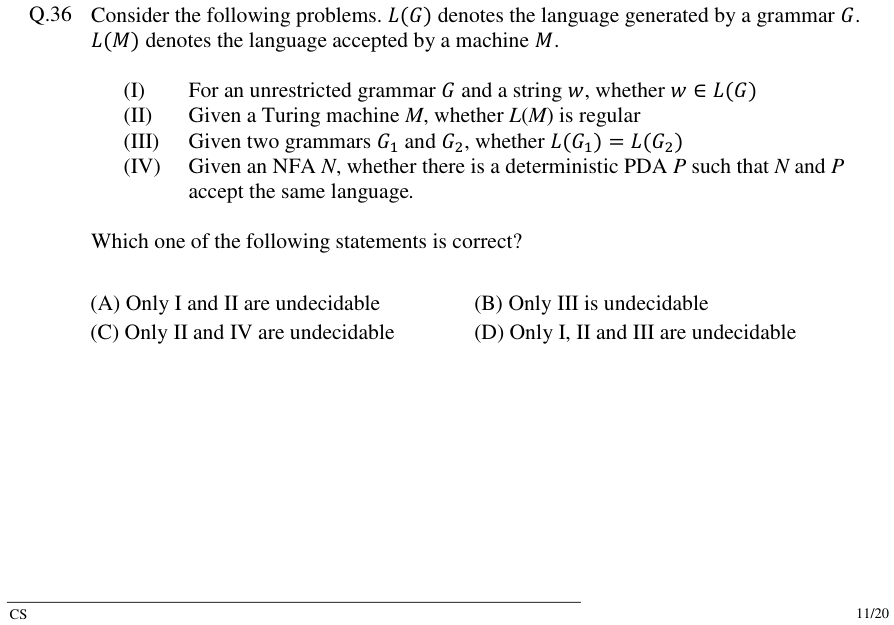 Q.36 Consider the following problems. L(G) denotes the language generated by a grammar G.
L(M) denotes the language accepted by a machine M.
(I) For an unrestricted grammar G and a string w, whether w ∈ L(G)
(II) Given a Turing machine M, whether L(M) is regular
(III) Given two grammars G₁ and G₂, whether L(G₁) = L(G₂)
(IV) Given an NFA N, whether there is a deterministic PDA P such that N and P
accept the same language.
Which one of the following statements is correct?
(A) Only I and II are undecidable (B) Only III is undecidable
(C) Only II and IV are undecidable (D) Only I, II and III are undecidable
CS 11/20